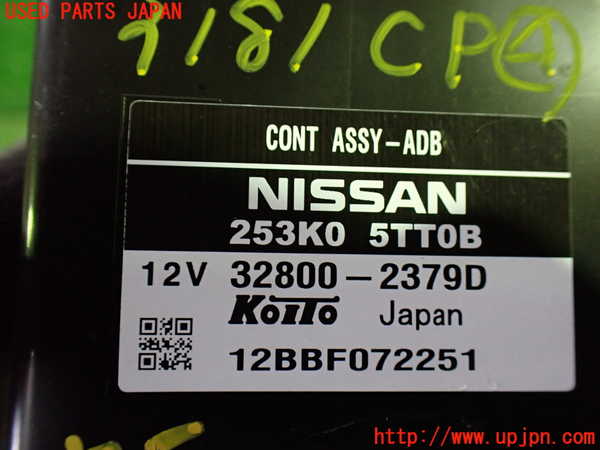 USED PARTS JAPAN
7181 CP④
CONT ASSY-ADB
NISSAN
253K0 5TT0B
12V 32800-2379D
KOITO Japan
12BBF072251
http://www.upjpn.com